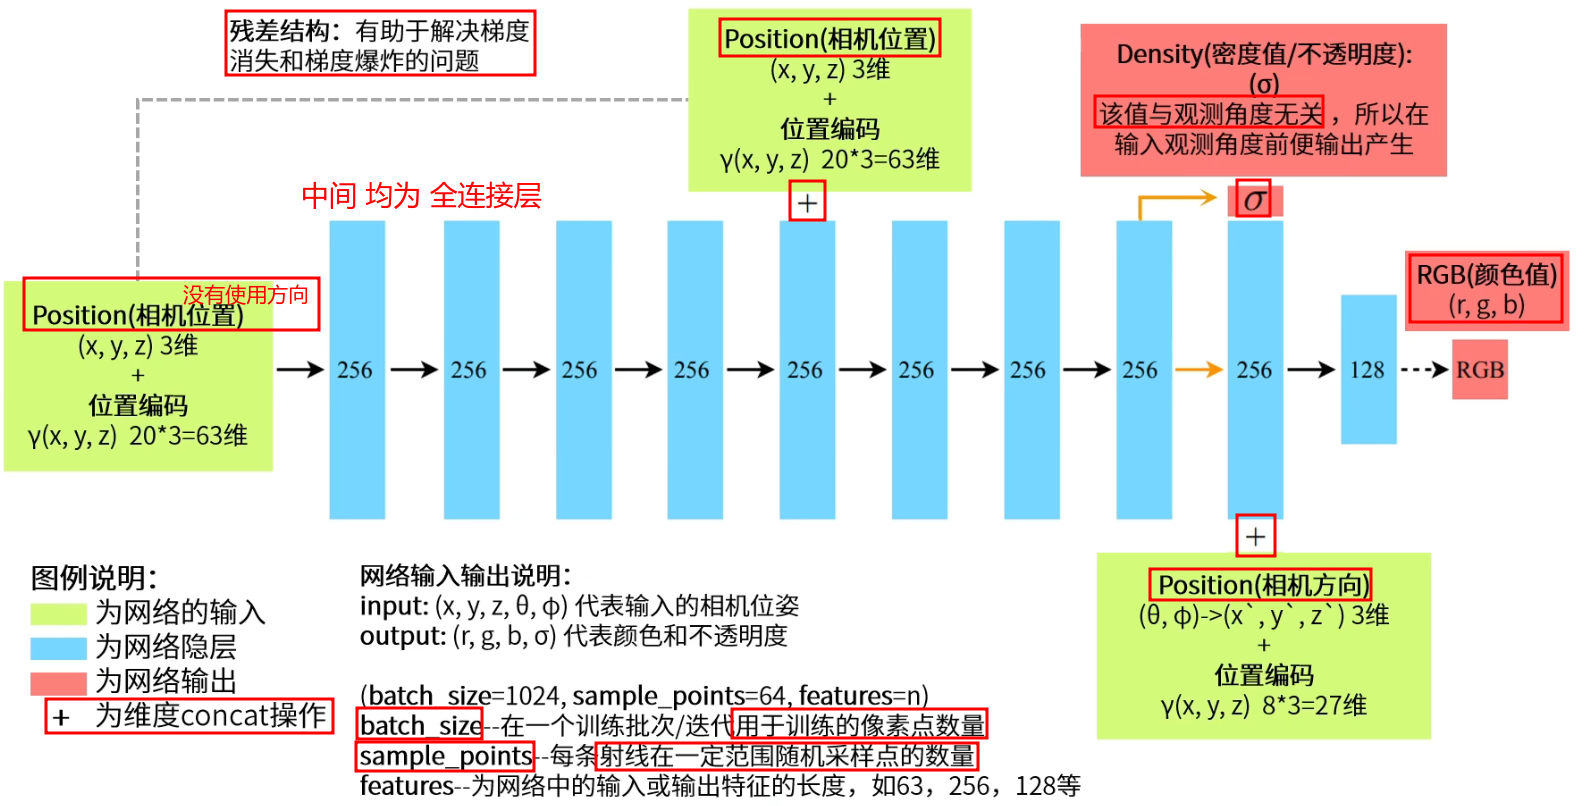 残差结构：有助于解决梯度
消失和梯度爆炸的问题
Position(相机位置)
(x, y, z) 3维
+
位置编码
γ(x, y, z)  20*3=63维
+
Density(密度值/不透明度):
(σ)
该值与观测角度无关，所以在
输入观测角度前便输出产生
σ
中间 均为 全连接层
没有使用方向
Position(相机位置)
(x, y, z) 3维
+
位置编码
γ(x, y, z)  20*3=63维
256
256
256
256
256
256
256
256
256
128
RGB
RGB(颜色值)
(r, g, b)
+
Position(相机方向)
(θ, φ)->(x`, y`, z`) 3维
+
位置编码
γ(x, y, z)  8*3=27维
图例说明：
为网络的输入
为网络隐层
为网络输出
+ 为维度concat操作
网络输入输出说明：
input: (x, y, z, θ, φ) 代表输入的相机位姿
output: (r, g, b, σ) 代表颜色和不透明度
(batch_size=1024, sample_points=64, features=n)
batch_size--在一个训练批次/迭代用于训练的像素点数量
sample_points--每条射线在一定范围随机采样点的数量
features--为网络中的输入或输出特征的长度，如63，256，128等